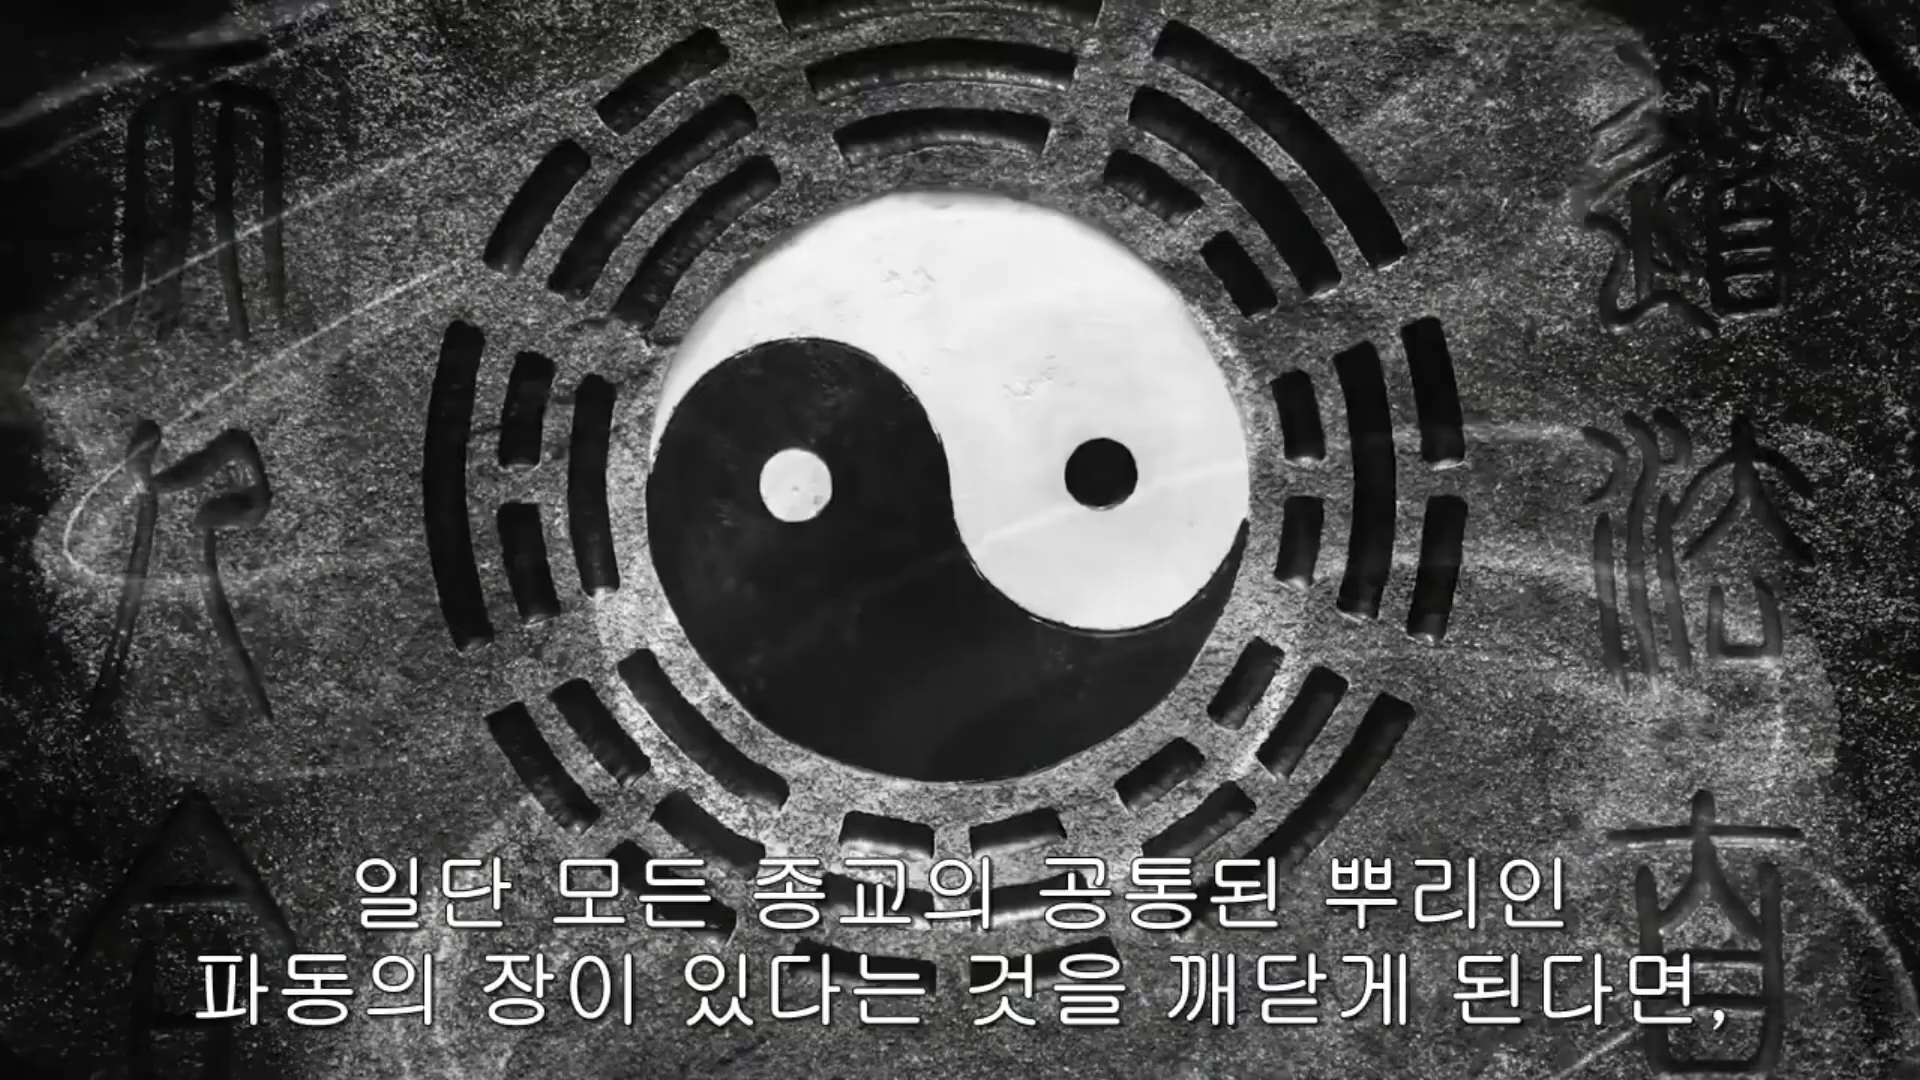 일단 모든 종교의 공통된 뿌리인
파동의 장이 있다는 것을 깨닫게 된다면,